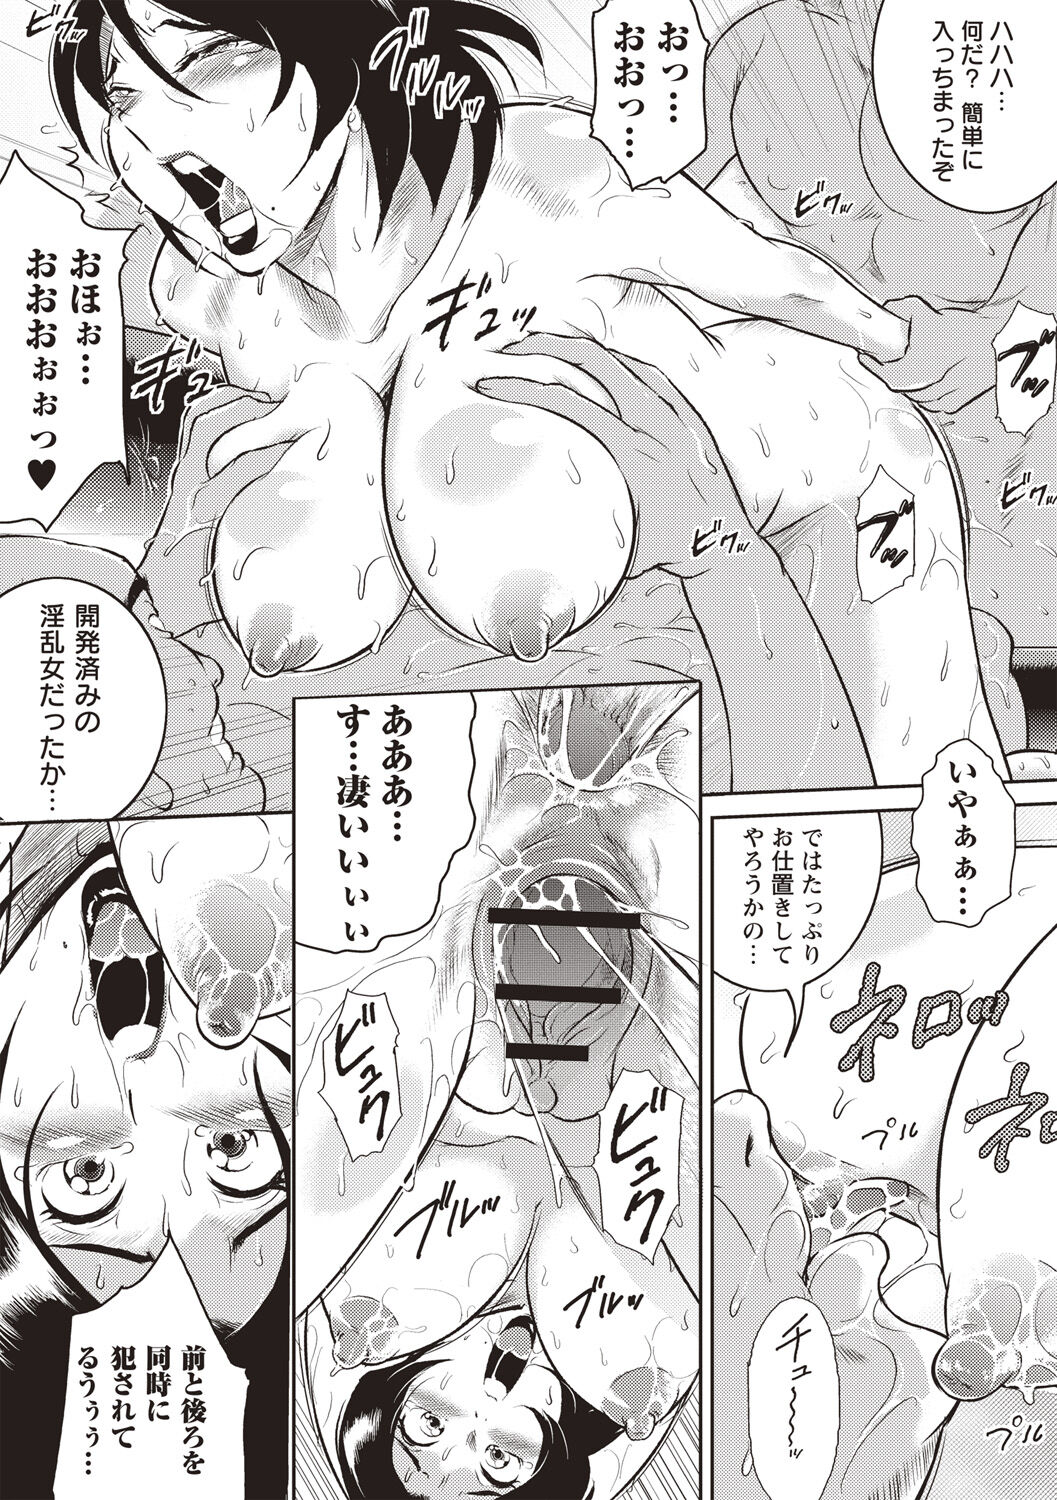 ハハハ…
何だ？簡単に
入っちまったぞ
おっ…
おおっ…
ビクッ
ブルルッ
ビクッ
ギュッ
ギュッ
ブッ
ブッ
ビクッ
ビクッ
おほぉ…
おおおぉぉっ♥
開発済みの
淫乱女だったか…
いやぁぁ…
ではたっぷり
お仕置きして
やろうかの…
ネロッ
ネロ
プル
プル
チュ〜〜ッ
あああ…
す…凄いいぃぃ
ビュク
ビュク
ブルッ
ブルッ
前と後ろを
同時に
犯されて
るうぅぅ…